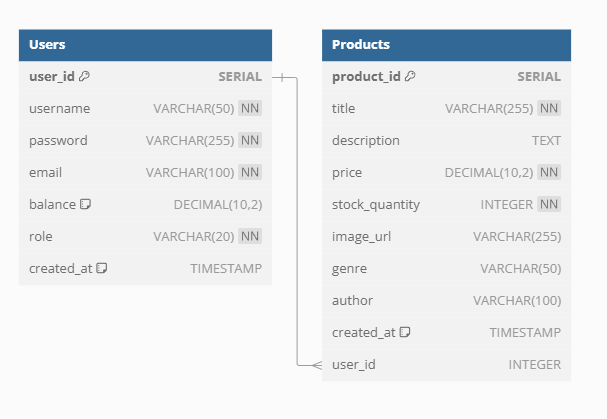 Users
user_id SERIAL
username VARCHAR(50) NN
password VARCHAR(255) NN
email VARCHAR(100) NN
balance DECIMAL(10,2)
role VARCHAR(20) NN
created_at TIMESTAMP
Products
product_id SERIAL
title VARCHAR(255) NN
description TEXT
price DECIMAL(10,2) NN
stock_quantity INTEGER NN
image_url VARCHAR(255)
genre VARCHAR(50)
author VARCHAR(100)
created_at TIMESTAMP
user_id INTEGER